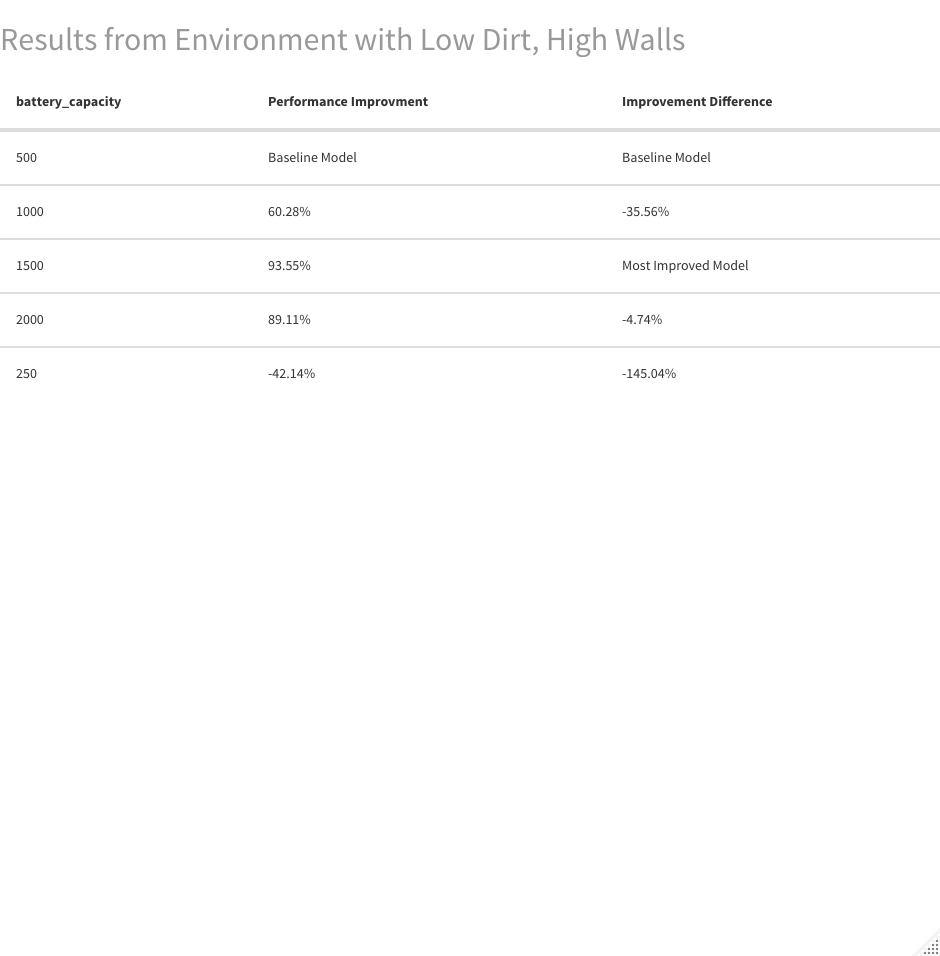 Results from Environment with Low Dirt, High Walls
battery_capacity Performance Improvment Improvement Difference
500 Baseline Model Baseline Model
1000 60.28% -35.56%
1500 93.55% Most Improved Model
2000 89.11% -4.74%
250 -42.14% -145.04%